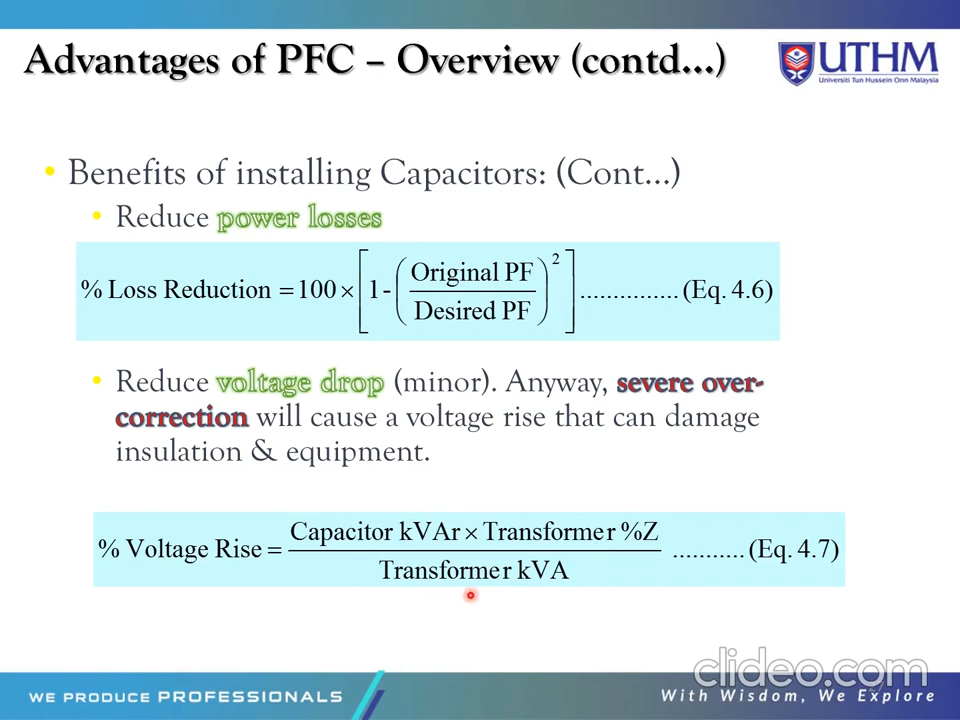 Advantages of PFC – Overview (contd...)
UTHM
Universiti Tun Hussein Onn Malaysia
• Benefits of installing Capacitors: (Cont...)
• Reduce power losses
% Loss Reduction = 100 × [1 - (Original PF / Desired PF)²] ............... (Eq. 4.6)
• Reduce voltage drop (minor). Anyway, severe over-
correction will cause a voltage rise that can damage
insulation & equipment.
% Voltage Rise = Capacitor kVAr × Transformer %Z / Transformer kVA ........... (Eq. 4.7)
clideo.com
WE PRODUCE PROFESSIONALS
With Wisdom, We Explore